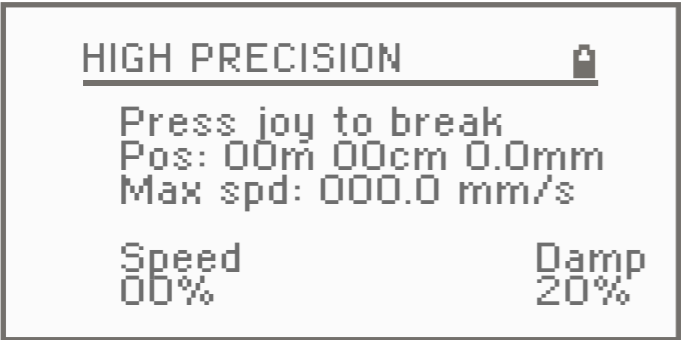 HIGH PRECISION
Press joy to break
Pos: 00m 00cm 0.0mm
Max spd: 000.0 mm/s
Speed Damp
00% 20%